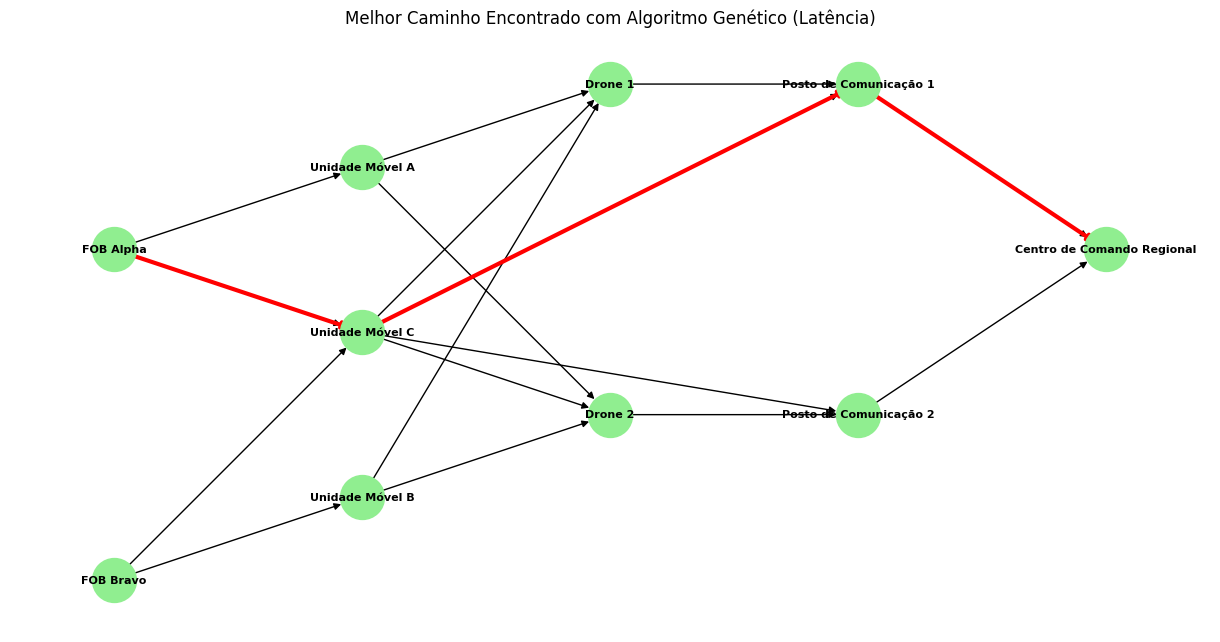 Melhor Caminho Encontrado com Algoritmo Genético (Latência)
Drone 1
Posto de Comunicação 1
Unidade Móvel A
FOB Alpha
Centro de Comando Regional
Unidade Móvel C
Drone 2
Posto de Comunicação 2
Unidade Móvel B
FOB Bravo